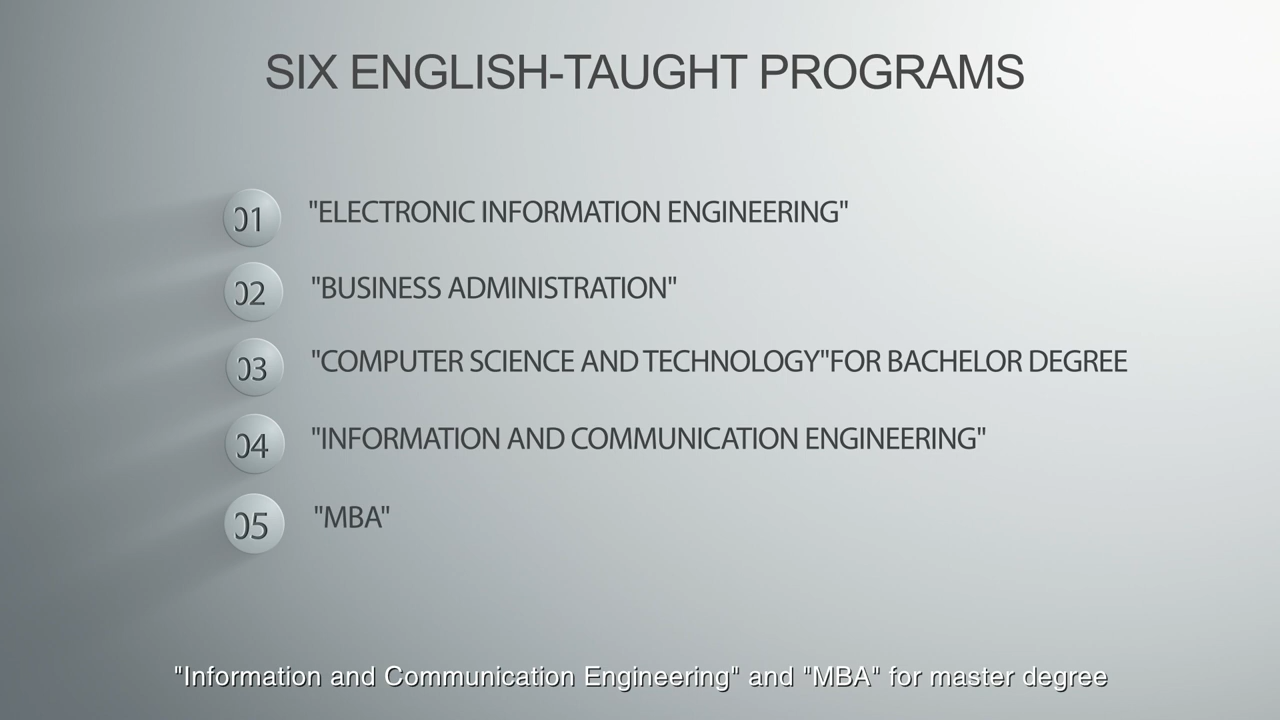 SIX ENGLISH-TAUGHT PROGRAMS
01 "ELECTRONIC INFORMATION ENGINEERING"
02 "BUSINESS ADMINISTRATION"
03 "COMPUTER SCIENCE AND TECHNOLOGY"FOR BACHELOR DEGREE
04 "INFORMATION AND COMMUNICATION ENGINEERING"
05 "MBA"
"Information and Communication Engineering" and "MBA" for master degree